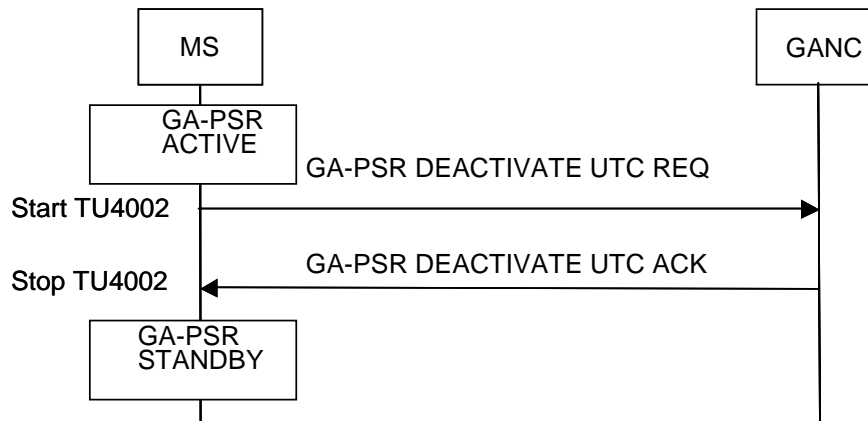 MS
GANC
GA-PSR
ACTIVE
GA-PSR DEACTIVATE UTC REQ
Start TU4002
GA-PSR DEACTIVATE UTC ACK
Stop TU4002
GA-PSR
STANDBY